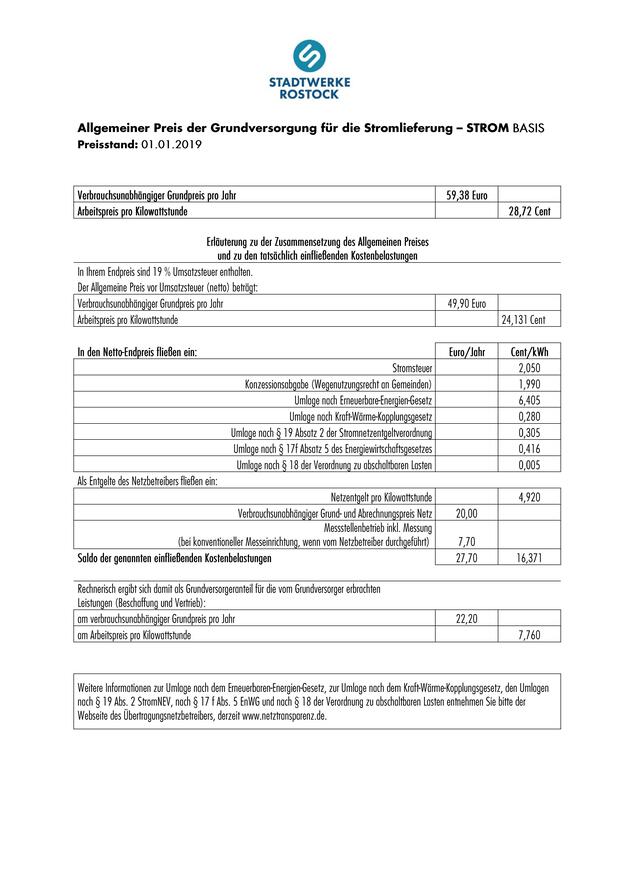 STADTWERKE
ROSTOCK
Allgemeiner Preis der Grundversorgung für die Stromlieferung – STROM BASIS
Preisstand: 01.01.2019
Verbrauchsunabhängiger Grundpreis pro Jahr 59,38 Euro
Arbeitspreis pro Kilowattstunde 28,72 Cent
Erläuterung zu der Zusammensetzung des Allgemeinen Preises
und zu den tatsächlich einfließenden Kostenbelastungen
In Ihrem Endpreis sind 19 % Umsatzsteuer enthalten.
Der Allgemeine Preis vor Umsatzsteuer (netto) beträgt:
Verbrauchsunabhängiger Grundpreis pro Jahr 49,90 Euro
Arbeitspreis pro Kilowattstunde 24,131 Cent
In den Netto-Endpreis fließen ein: Euro/Jahr Cent/kWh
Stromsteuer 2,050
Konzessionsabgabe (Wegenutzungsrecht an Gemeinden) 1,990
Umlage nach Erneuerbare-Energien-Gesetz 6,405
Umlage nach Kraft-Wärme-Kopplungsgesetz 0,280
Umlage nach § 19 Absatz 2 der Stromnetzentgeltverordnung 0,305
Umlage nach § 17f Absatz 5 des Energiewirtschaftsgesetzes 0,416
Umlage nach § 18 der Verordnung zu abschaltbaren Lasten 0,005
Als Entgelte des Netzbetreibers fließen ein:
Netzentgelt pro Kilowattstunde 4,920
Verbrauchsunabhängiger Grund- und Abrechnungspreis Netz 20,00
Messstellenbetrieb inkl. Messung
(bei konventioneller Messeinrichtung, wenn vom Netzbetreiber durchgeführt) 7,70
Saldo der genannten einfließenden Kostenbelastungen 27,70 16,371
Rechnerisch ergibt sich damit als Grundversorgeranteil für die vom Grundversorger erbrachten
Leistungen (Beschaffung und Vertrieb):
am verbrauchsunabhängiger Grundpreis pro Jahr 22,20
am Arbeitspreis pro Kilowattstunde 7,760
Weitere Informationen zur Umlage nach dem Erneuerbaren-Energien-Gesetz, zur Umlage nach dem Kraft-Wärme-Kopplungsgesetz, den Umlagen
nach § 19 Abs. 2 StromNEV, nach § 17 f Abs. 5 EnWG und nach § 18 der Verordnung zu abschaltbaren Lasten entnehmen Sie bitte der
Webseite des Übertragungsnetzbetreibers, derzeit www.netztransparenz.de.